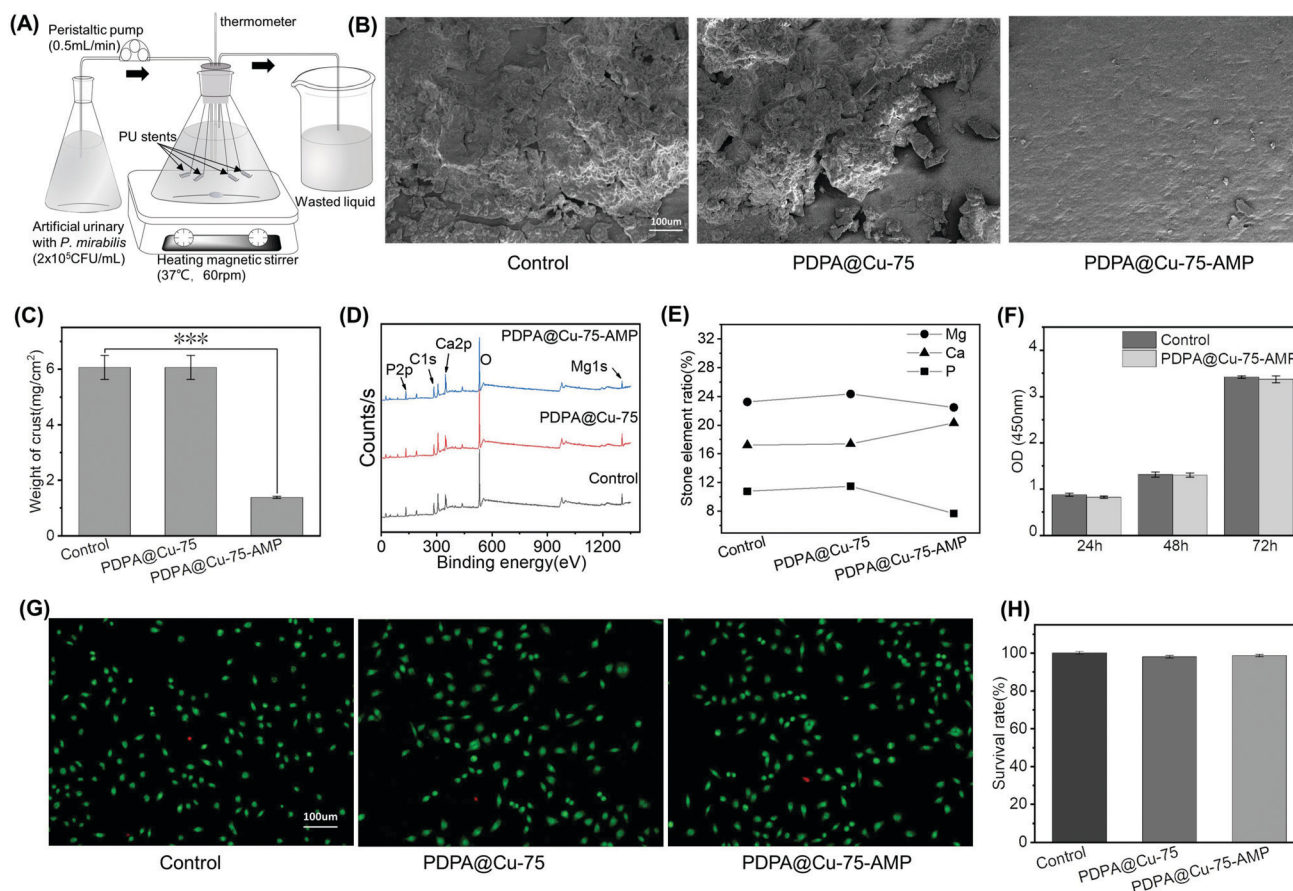 (A)
thermometer
Peristaltic pump
(0.5mL/min)
PU stents
Wasted liquid
Artificial urinary
with P. mirabilis
(2x10⁵CFU/mL)
Heating magnetic stirrer
(37℃, 60rpm)
(B)
100um
Control
PDPA@Cu-75
PDPA@Cu-75-AMP
(C)
Weight of crust(mg/cm²)
8
6
4
2
0
***
Control
PDPA@Cu-75
PDPA@Cu-75-AMP
(D)
Counts/s
PDPA@Cu-75-AMP
Ca2p
C1s
P2p
O
Mg1s
PDPA@Cu-75
Control
0 300 600 900 1200
Binding energy(eV)
(E)
Stone element ratio(%)
32
28
24
20
16
12
8
Mg
Ca
P
Control
PDPA@Cu-75
PDPA@Cu-75-AMP
(F)
OD (450nm)
4
3
2
1
0
Control
PDPA@Cu-75-AMP
24h 48h 72h
(G)
100um
Control
PDPA@Cu-75
PDPA@Cu-75-AMP
(H)
Survival rate(%)
100
80
60
40
20
0
20
40
60
80
100
Control
PDPA@Cu-75
PDPA@Cu-75-AMP